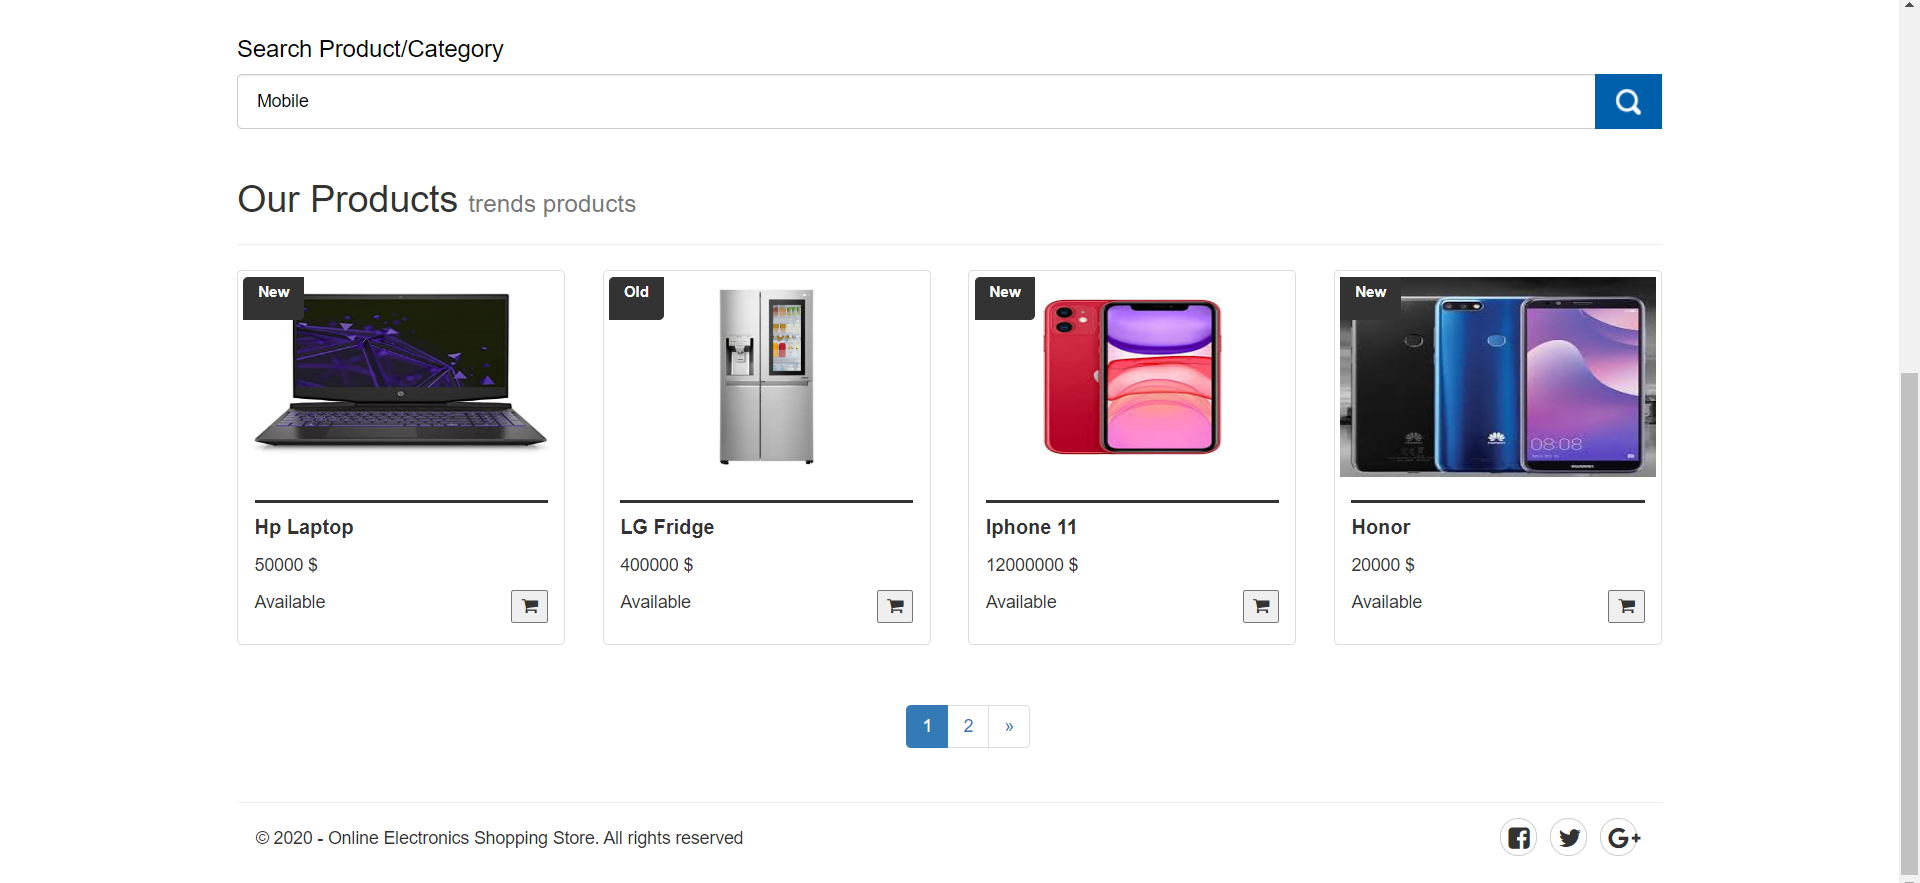 Search Product/Category
Mobile
Our Products trends products
New
Old
New
New
08:08
Hp Laptop
50000 $
Available
LG Fridge
400000 $
Available
Iphone 11
12000000 $
Available
Honor
20000 $
Available
1 2 »
© 2020 - Online Electronics Shopping Store. All rights reserved